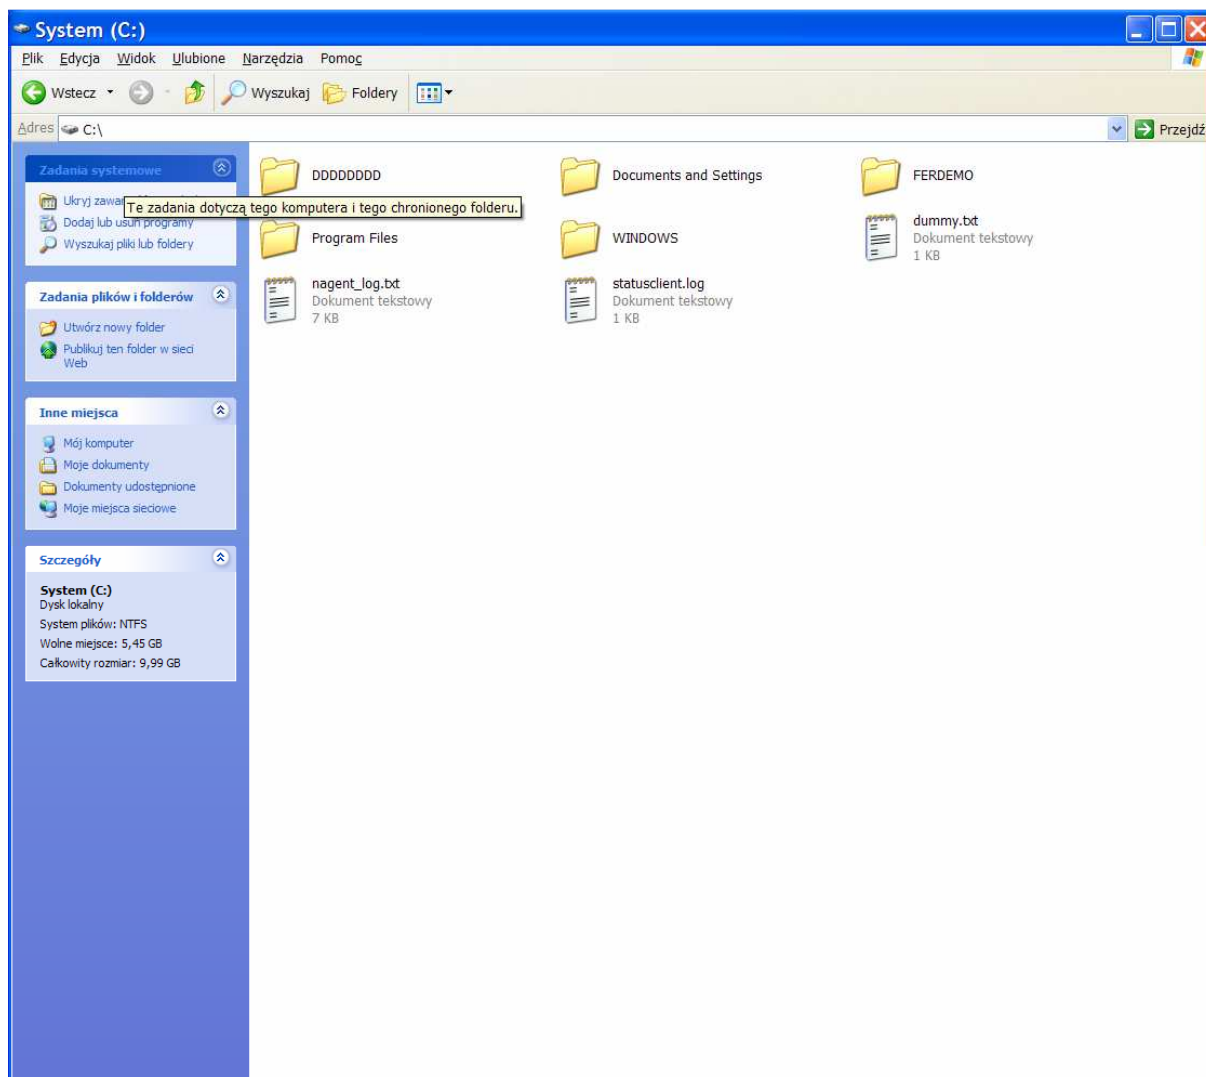 System (C:)
Plik Edycja Widok Ulubione Narzędzia Pomoc
Wstecz Wyszukaj Foldery
Adres C:\ Przejdź
Zadania systemowe
Ukryj
Te zadania dotyczą tego komputera i tego chronionego folderu.
Dodaj lub usuń programy
Wyszukaj pliki lub foldery
Zadania plików i folderów
Utwórz nowy folder
Publikuj ten folder w sieci
Web
Inne miejsca
Mój komputer
Moje dokumenty
Dokumenty udostępnione
Moje miejsca sieciowe
Szczegóły
System (C:)
Dysk lokalny
System plików: NTFS
Wolne miejsce: 5,45 GB
Całkowity rozmiar: 9,99 GB
DDDDDDDD
Documents and Settings
FERDEMO
Program Files
WINDOWS
dummy.txt
Dokument tekstowy
1 KB
nagent_log.txt
Dokument tekstowy
7 KB
statusclient.log
Dokument tekstowy
1 KB